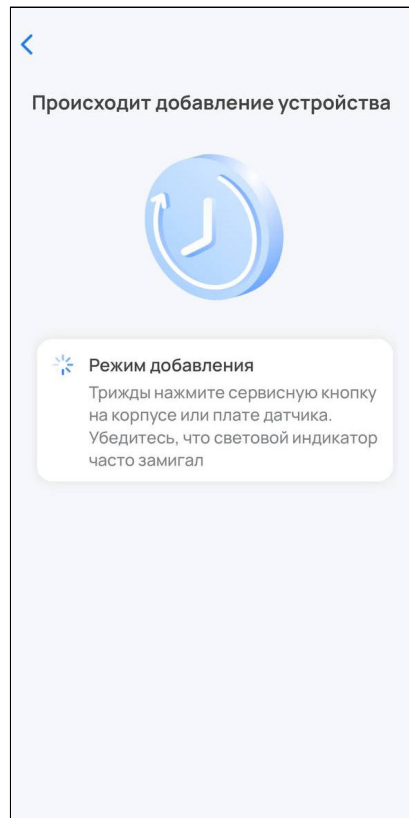 Происходит добавление устройства
Режим добавления
Трижды нажмите сервисную кнопку
на корпусе или плате датчика.
Убедитесь, что световой индикатор
часто замигал